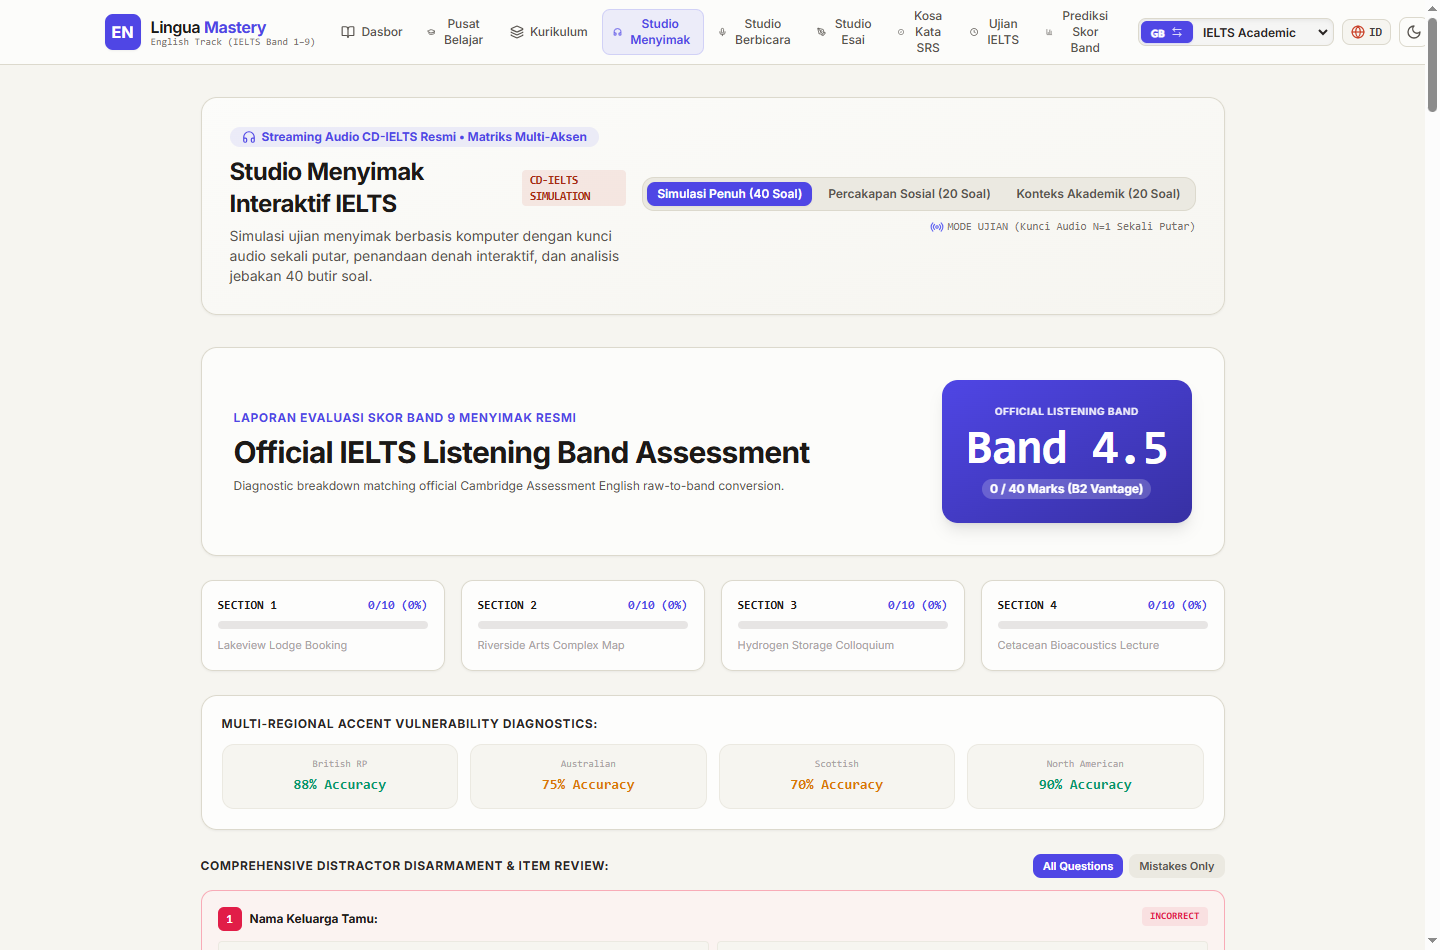 EN
Lingua Mastery
English Track (IELTS Band 1–9)
Dasbor
Pusat
Belajar
Kurikulum
Studio
Menyimak
Studio
Berbicara
Studio
Esai
Kosa
Kata
SRS
Ujian
IELTS
Prediksi
Skor
Band
GB
IELTS Academic
ID
Streaming Audio CD-IELTS Resmi • Matriks Multi-Aksen
Studio Menyimak
Interaktif IELTS
CD-IELTS
SIMULATION
Simulasi ujian menyimak berbasis komputer dengan kunci
audio sekali putar, penandaan denah interaktif, dan analisis
jebakan 40 butir soal.
Simulasi Penuh (40 Soal)
Percakapan Sosial (20 Soal)
Konteks Akademik (20 Soal)
MODE UJIAN (Kunci Audio N=1 Sekali Putar)
LAPORAN EVALUASI SKOR BAND 9 MENYIMAK RESMI
Official IELTS Listening Band Assessment
Diagnostic breakdown matching official Cambridge Assessment English raw-to-band conversion.
OFFICIAL LISTENING BAND
Band 4.5
0 / 40 Marks (B2 Vantage)
SECTION 1
0/10 (0%)
Lakeview Lodge Booking
SECTION 2
0/10 (0%)
Riverside Arts Complex Map
SECTION 3
0/10 (0%)
Hydrogen Storage Colloquium
SECTION 4
0/10 (0%)
Cetacean Bioacoustics Lecture
MULTI-REGIONAL ACCENT VULNERABILITY DIAGNOSTICS:
British RP
88% Accuracy
Australian
75% Accuracy
Scottish
70% Accuracy
North American
90% Accuracy
COMPREHENSIVE DISTRACTOR DISARMAMENT & ITEM REVIEW:
All Questions
Mistakes Only
1
Nama Keluarga Tamu:
INCORRECT